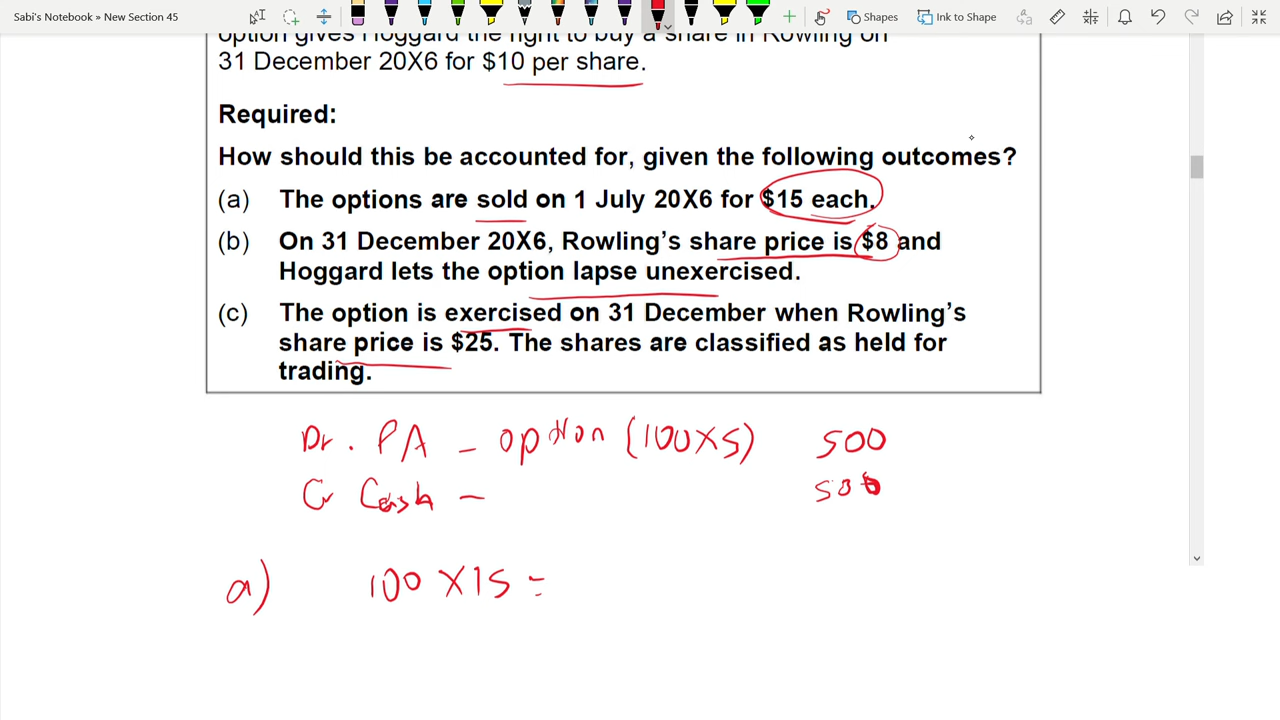 Sabi's Notebook » New Section 45
Shapes
Ink to Shape
option gives Hoggard the right to buy a share in Rowling on
31 December 20X6 for $10 per share.
Required:
How should this be accounted for, given the following outcomes?
(a) The options are sold on 1 July 20X6 for $15 each.
(b) On 31 December 20X6, Rowling's share price is $8 and
Hoggard lets the option lapse unexercised.
(c) The option is exercised on 31 December when Rowling's
share price is $25. The shares are classified as held for
trading.
Dr. FA - option (100X5) 500
Cr Cash - 500
a) 100 X 15 =